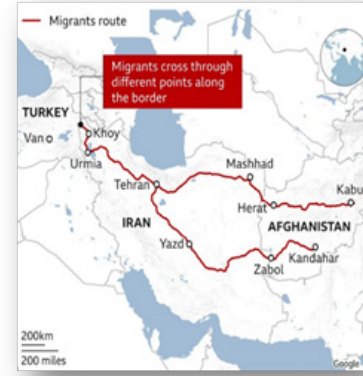 Migrants route
Migrants cross through
different points along
the border
TURKEY
Van
Khoy
Urmia
Tehran
Mashhad
Herat
Kabu
IRAN
AFGHANISTAN
Yazd
Zabol
Kandahar
200km
200 miles
Google